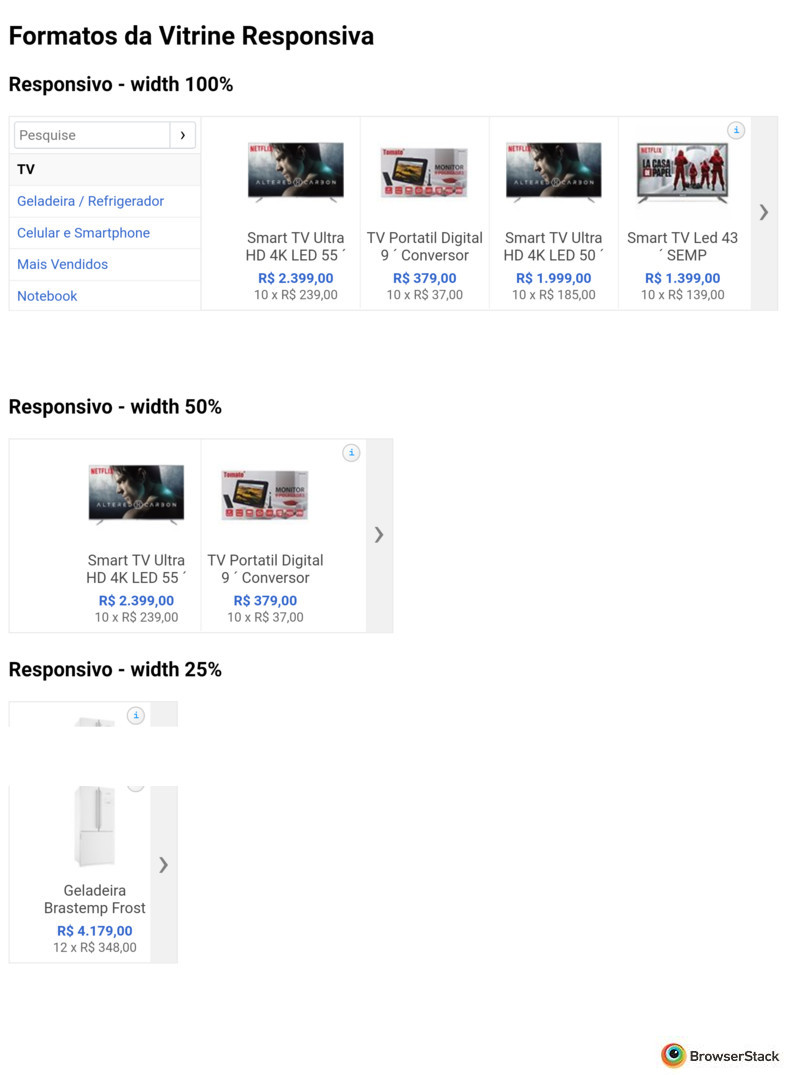 Formatos da Vitrine Responsiva
Responsivo - width 100%
Pesquise
TV
Geladeira / Refrigerador
Celular e Smartphone
Mais Vendidos
Notebook
NETFLIX
ALTERED CARBON
Smart TV Ultra
HD 4K LED 55 ´
R$ 2.399,00
10 x R$ 239,00
Tomate
MONITOR
TV Portatil Digital
9 ´ Conversor
R$ 379,00
10 x R$ 37,00
NETFLIX
ALTERED CARBON
Smart TV Ultra
HD 4K LED 50 ´
R$ 1.999,00
10 x R$ 185,00
i
NETFLIX
LA CASA
PAPEL
Smart TV Led 43
´ SEMP
R$ 1.399,00
10 x R$ 139,00
Responsivo - width 50%
NETFLIX
ALTERED CARBON
Smart TV Ultra
HD 4K LED 55 ´
R$ 2.399,00
10 x R$ 239,00
i
Tomate
MONITOR
TV Portatil Digital
9 ´ Conversor
R$ 379,00
10 x R$ 37,00
Responsivo - width 25%
i
Geladeira
Brastemp Frost
R$ 4.179,00
12 x R$ 348,00
BrowserStack